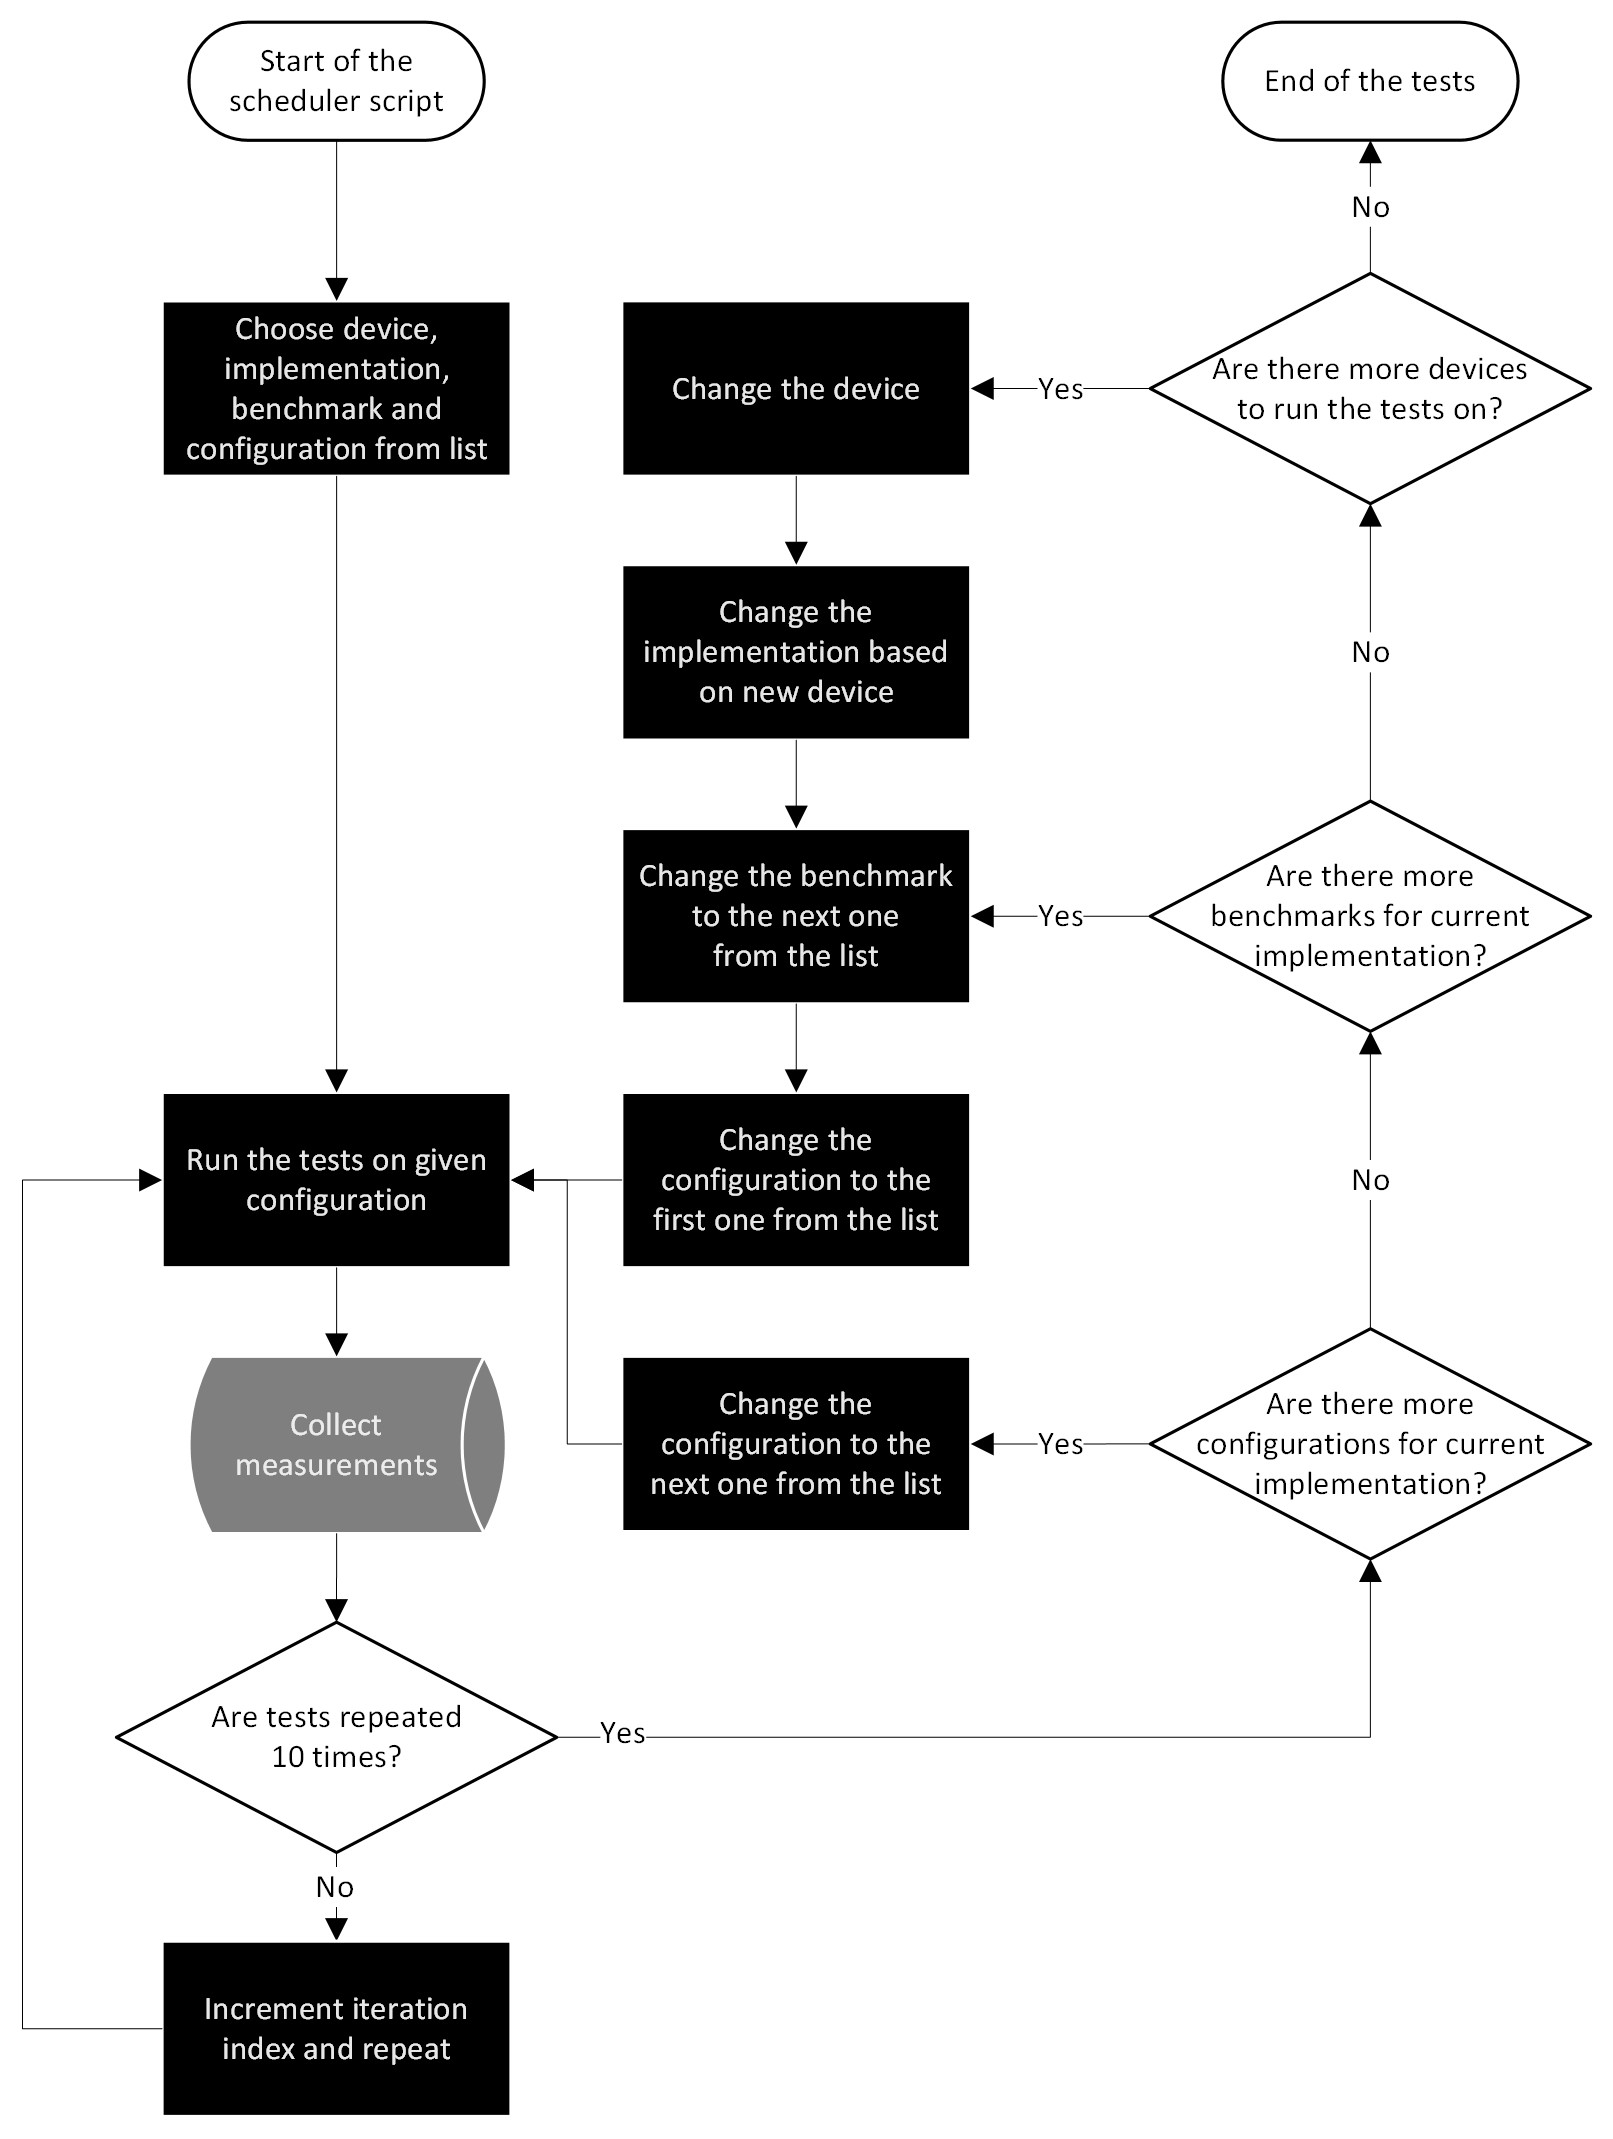 Start of the
scheduler script
Choose device,
implementation,
benchmark and
configuration from list
Run the tests on given
configuration
Collect
measurements
Are tests repeated
10 times?
No
Increment iteration
index and repeat
Yes
Change the device
Change the
implementation based
on new device
Change the benchmark
to the next one
from the list
Change the
configuration to the
first one from the list
Change the
configuration to the
next one from the list
Yes
Yes
Yes
End of the tests
No
Are there more devices
to run the tests on?
No
Are there more
benchmarks for current
implementation?
No
Are there more
configurations for current
implementation?